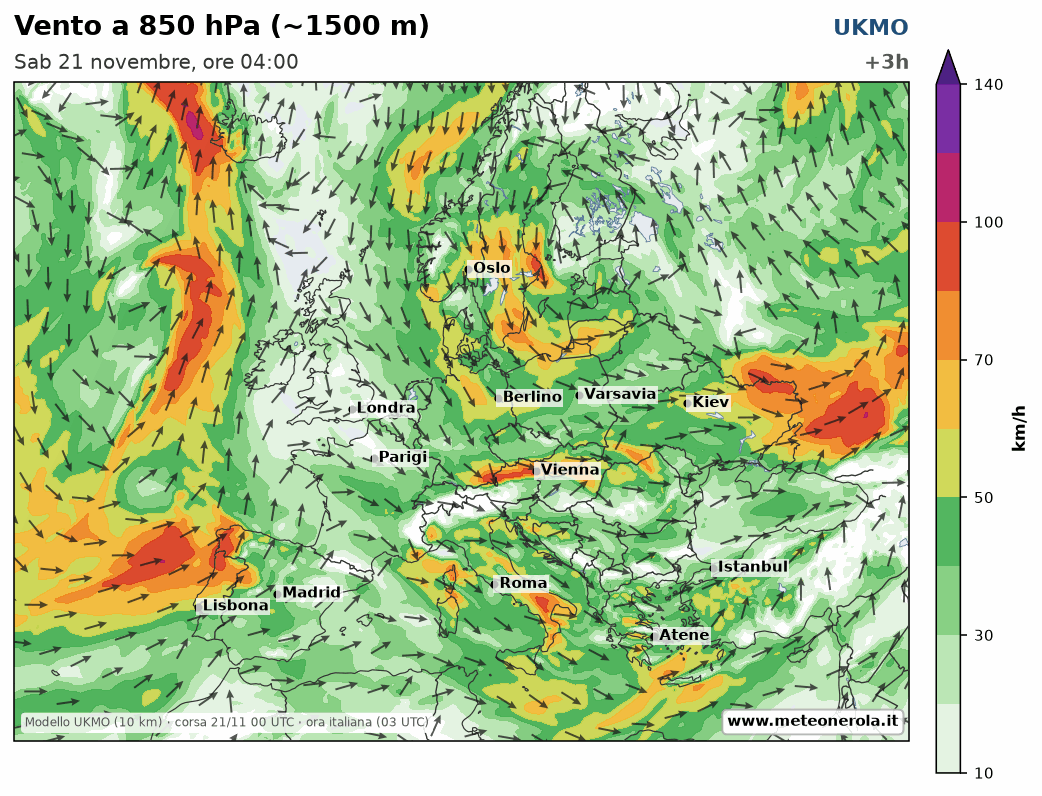 Vento a 850 hPa (~1500 m)
UKMO
Sab 21 novembre, ore 04:00
+3h
140
100
70
50
30
10
km/h
Oslo
Londra
Berlino
Varsavia
Kiev
Parigi
Vienna
Istanbul
Roma
Madrid
Lisbona
Atene
Modello UKMO (10 km) · corsa 21/11 00 UTC · ora italiana (03 UTC)
www.meteonerola.it